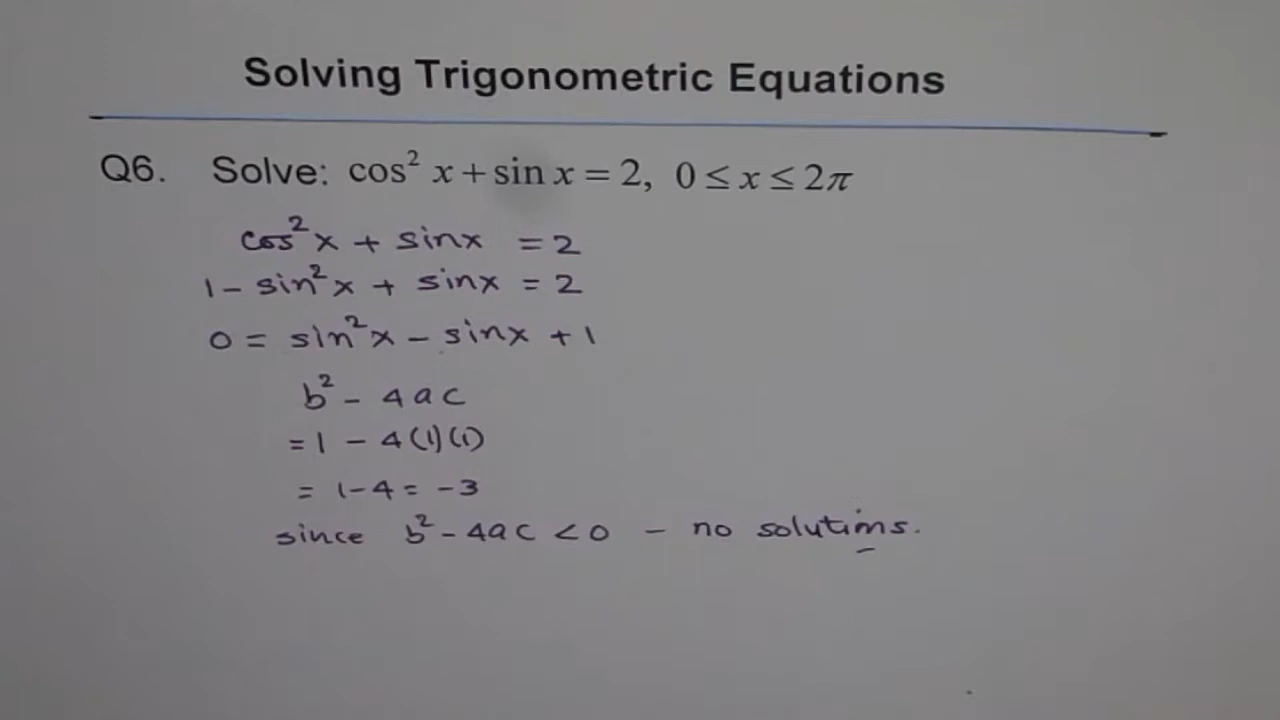 Solving Trigonometric Equations
Q6. Solve: cos² x + sin x = 2, 0 ≤ x ≤ 2π
cos²x + sinx = 2
1 - sin²x + sinx = 2
0 = sin²x - sinx + 1
b² - 4ac
= 1 - 4(1)(1)
= 1-4 = -3
since b² - 4ac < 0 - no solutions.